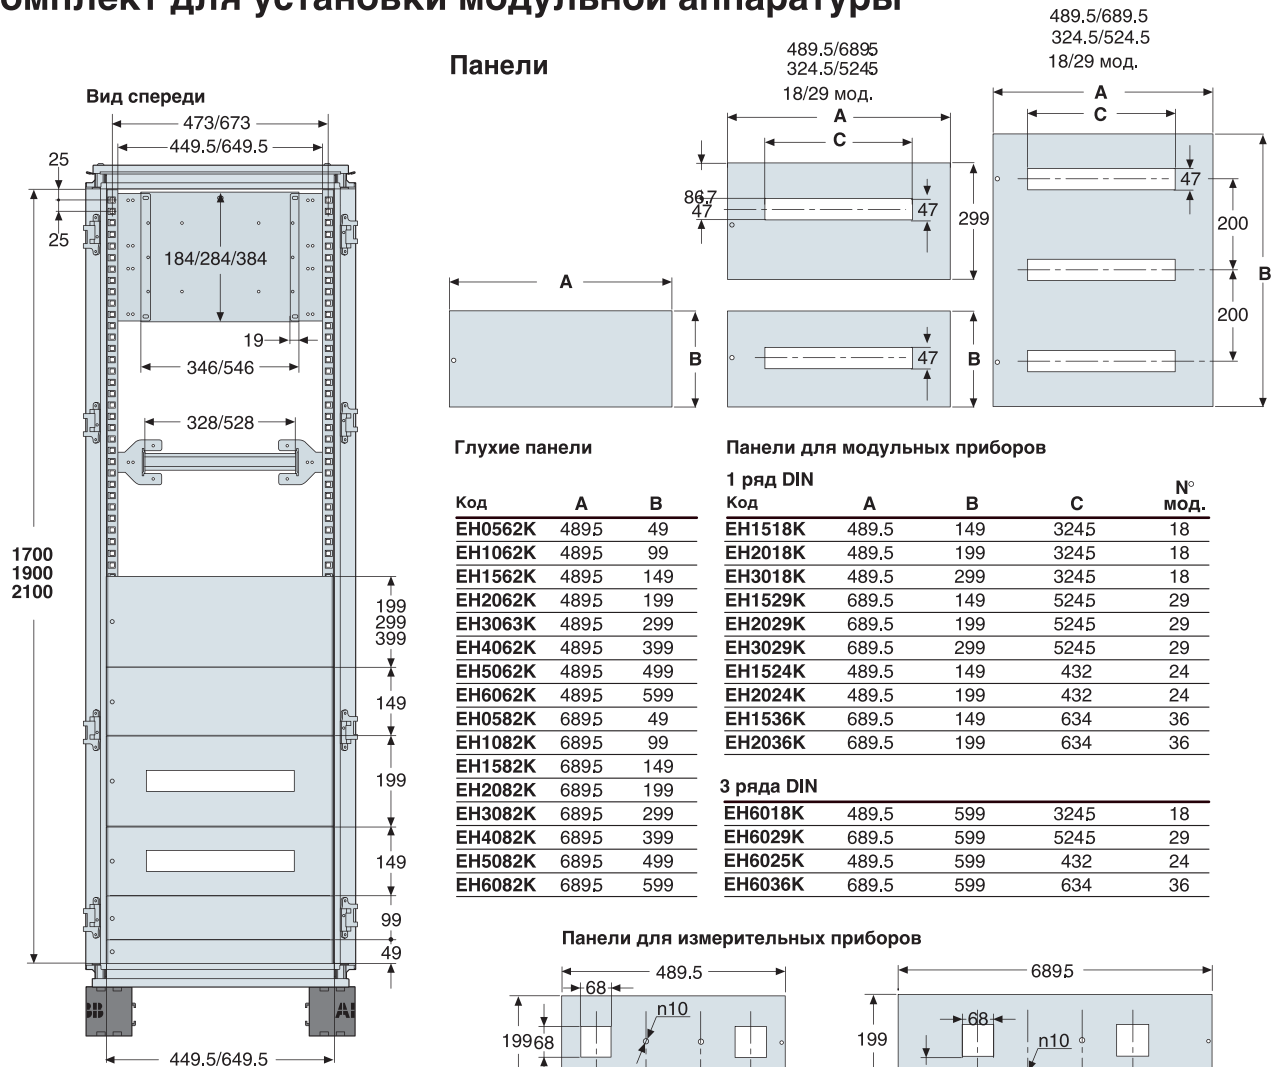 омплект для установки модульной аппаратуры
Вид спереди
473/673
449.5/649.5
25
25
184/284/384
19
346/546
328/528
1700
1900
2100
199
299
399
149
199
149
99
49
449.5/649.5
Панели
A
B
489.5/689.5
324.5/524.5
18/29 мод.
A
C
86.7
47
47
299
47
B
489.5/689.5
324.5/524.5
18/29 мод.
A
C
47
200
200
B
Глухие панели
Код A B
EH0562K 489.5 49
EH1062K 489.5 99
EH1562K 489.5 149
EH2062K 489.5 199
EH3063K 489.5 299
EH4062K 489.5 399
EH5062K 489.5 499
EH6062K 489.5 599
EH0582K 689.5 49
EH1082K 689.5 99
EH1582K 689.5 149
EH2082K 689.5 199
EH3082K 689.5 299
EH4082K 689.5 399
EH5082K 689.5 499
EH6082K 689.5 599
Панели для модульных приборов
1 ряд DIN
Код A B C N° мод.
EH1518K 489.5 149 324.5 18
EH2018K 489.5 199 324.5 18
EH3018K 489.5 299 324.5 18
EH1529K 689.5 149 524.5 29
EH2029K 689.5 199 524.5 29
EH3029K 689.5 299 524.5 29
EH1524K 489.5 149 432 24
EH2024K 489.5 199 432 24
EH1536K 689.5 149 634 36
EH2036K 689.5 199 634 36
3 ряда DIN
EH6018K 489.5 599 324.5 18
EH6029K 689.5 599 524.5 29
EH6025K 489.5 599 432 24
EH6036K 689.5 599 634 36
Панели для измерительных приборов
489.5
68
n10
199
68
689.5
68
n10
199